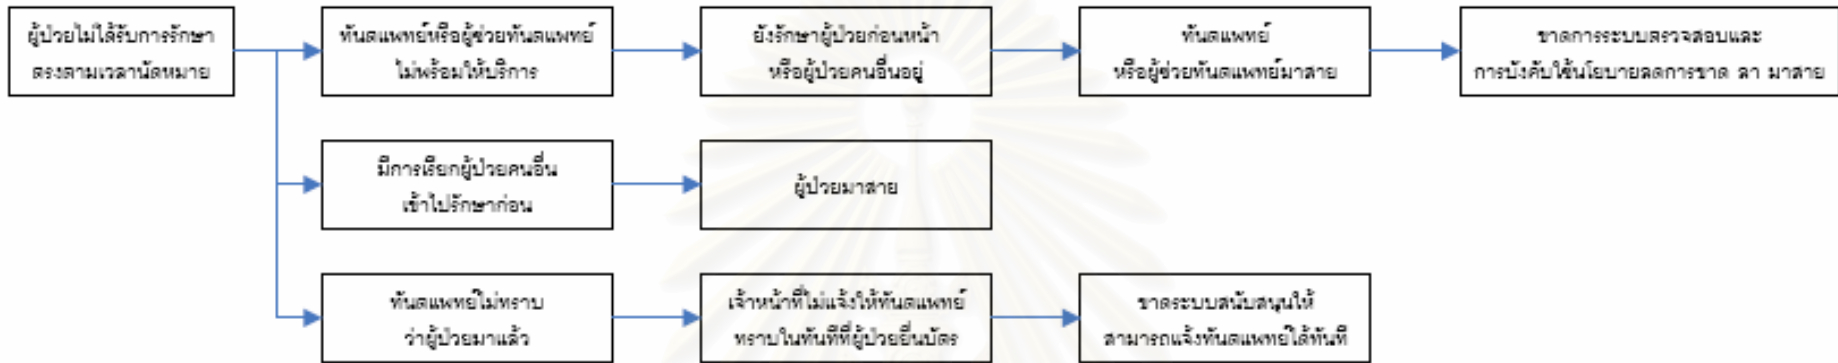 ผู้ป่วยไม่ได้รับการรักษา
ตรงตามเวลานัดหมาย
ทันตแพทย์หรือผู้ช่วยทันตแพทย์
ไม่พร้อมให้บริการ
ยังรักษาผู้ป่วยก่อนหน้า
หรือผู้ป่วยคนอื่นอยู่
ทันตแพทย์
หรือผู้ช่วยทันตแพทย์มาสาย
ขาดการระบบตรวจสอบและ
การบังคับใช้นโยบายลดการขาด ลา มาสาย
มีการเรียกผู้ป่วยคนอื่น
เข้าไปรักษาก่อน
ผู้ป่วยมาสาย
ทันตแพทย์ไม่ทราบ
ว่าผู้ป่วยมาแล้ว
เจ้าหน้าที่ไม่แจ้งให้ทันตแพทย์
ทราบในทันทีที่ผู้ป่วยยื่นบัตร
ขาดระบบสนับสนุนให้
สามารถแจ้งทันตแพทย์ได้ทันที